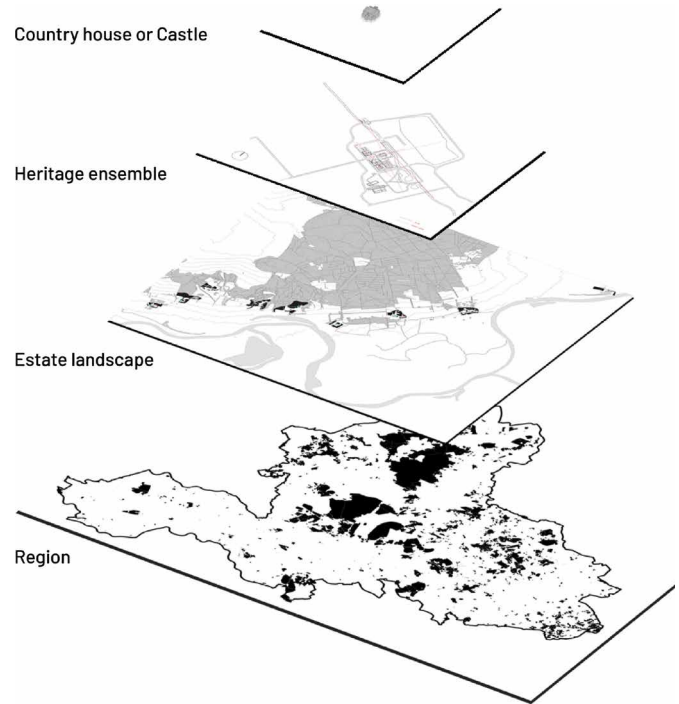 Country house or Castle
Heritage ensemble
Estate landscape
Region